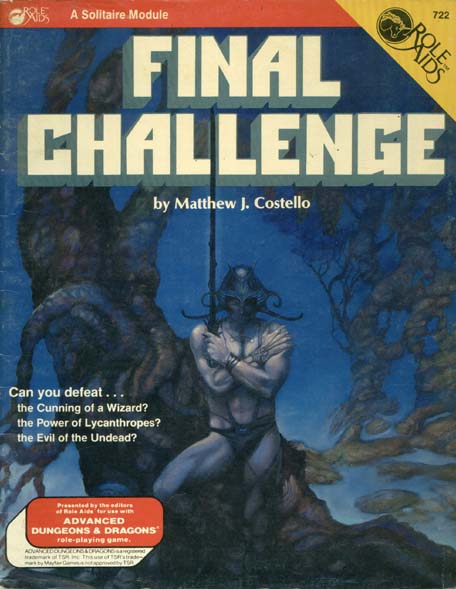 ROLE AIDS™
A Solitaire Module
722
ROLE AIDS™
FINAL
CHALLENGE
by Matthew J. Costello
Can you defeat . . .
the Cunning of a Wizard?
the Power of Lycanthropes?
the Evil of the Undead?
Presented by the editors
of Role Aids for use with
ADVANCED
DUNGEONS & DRAGONS®
role-playing game.
ADVANCED DUNGEONS & DRAGONS is a registered
trademark of TSR, Inc. This use of TSR's trade-
mark by Mayfair Games is not approved by TSR.